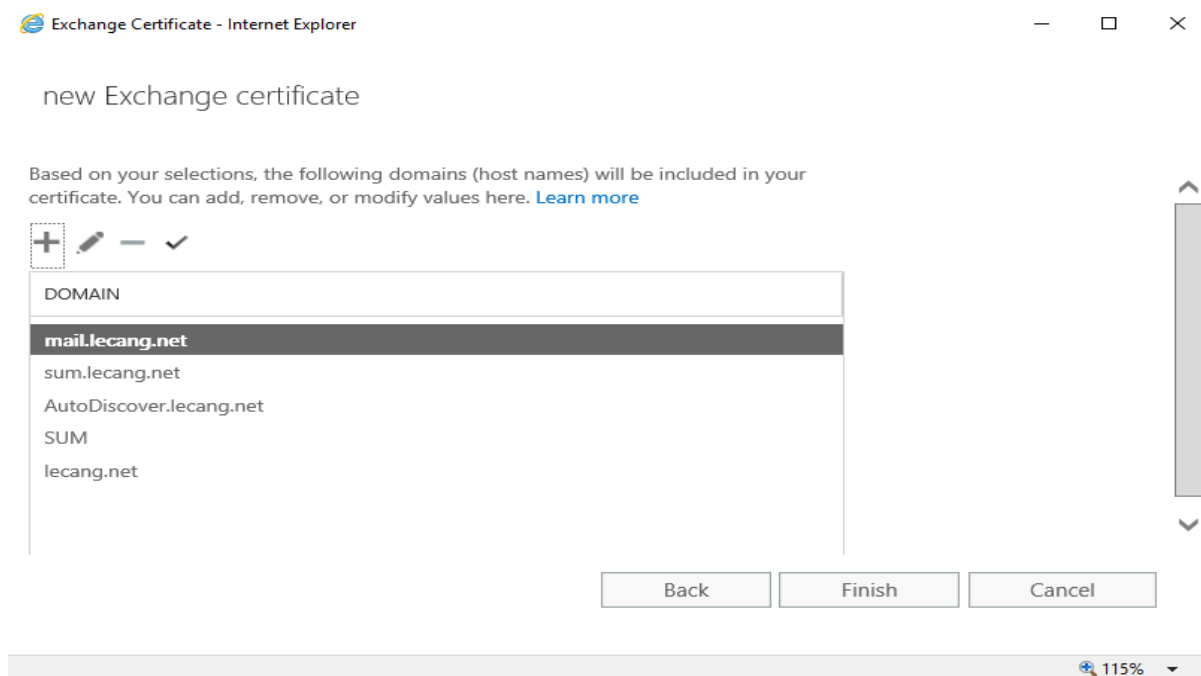 Exchange Certificate - Internet Explorer
new Exchange certificate
Based on your selections, the following domains (host names) will be included in your
certificate. You can add, remove, or modify values here. Learn more
DOMAIN
mail.lecang.net
sum.lecang.net
AutoDiscover.lecang.net
SUM
lecang.net
Back Finish Cancel
115%